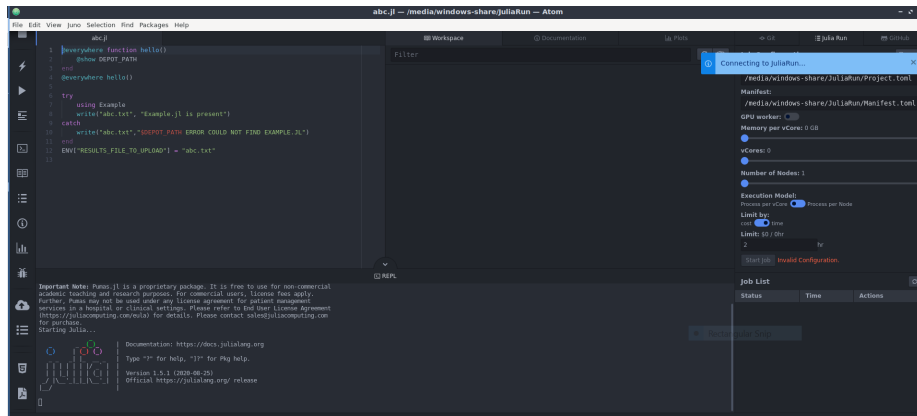 abc.jl — /media/windows-share/JuliaRun — Atom
File Edit View Juno Selection Find Packages Help
abc.jl
Workspace
Documentation
Plots
Git
Julia Run
GitHub
1 @everywhere function hello()
2 @show DEPOT_PATH
3 end
4 @everywhere hello()
5
6 try
7 using Example
8 write("abc.txt", "Example.jl is present")
9 catch
10 write("abc.txt","$DEPOT_PATH ERROR COULD NOT FIND EXAMPLE.JL")
11 end
12 ENV["RESULTS_FILE_TO_UPLOAD"] = "abc.txt"
13
Filter
Connecting to JuliaRun...
/media/windows-share/JuliaRun/Project.toml
Manifest:
/media/windows-share/JuliaRun/Manifest.toml
GPU worker:
Memory per vCore: 0 GB
vCores: 0
Number of Nodes: 1
Execution Model:
Process per vCore Process per Node
Limit by:
cost time
Limit: $0 / 0hr
2 hr
Start Job Invalid Configuration.
Job List
Status Time Actions
REPL
Important Note: Pumas.jl is a proprietary package. It is free to use for non-commercial
academic teaching and research purposes. For commercial users, license fees apply.
Further, Pumas may not be used under any license agreement for patient management
services in a hospital or clinical settings. Please refer to End User License Agreement
(https://juliacomputing.com/eula) for details. Please contact sales@juliacomputing.com
for purchase.
Starting Julia...
Documentation: https://docs.julialang.org
Type "?" for help, "]?" for Pkg help.
Version 1.5.1 (2020-08-25)
Official https://julialang.org/ release
Rectangular Snip